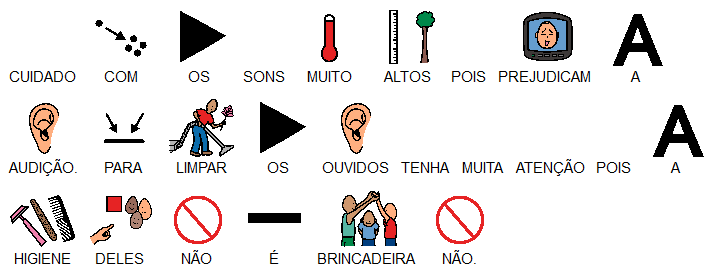 CUIDADO COM OS SONS MUITO ALTOS POIS PREJUDICAM A
AUDIÇÃO. PARA LIMPAR OS OUVIDOS TENHA MUITA ATENÇÃO POIS A
HIGIENE DELES NÃO É BRINCADEIRA NÃO.